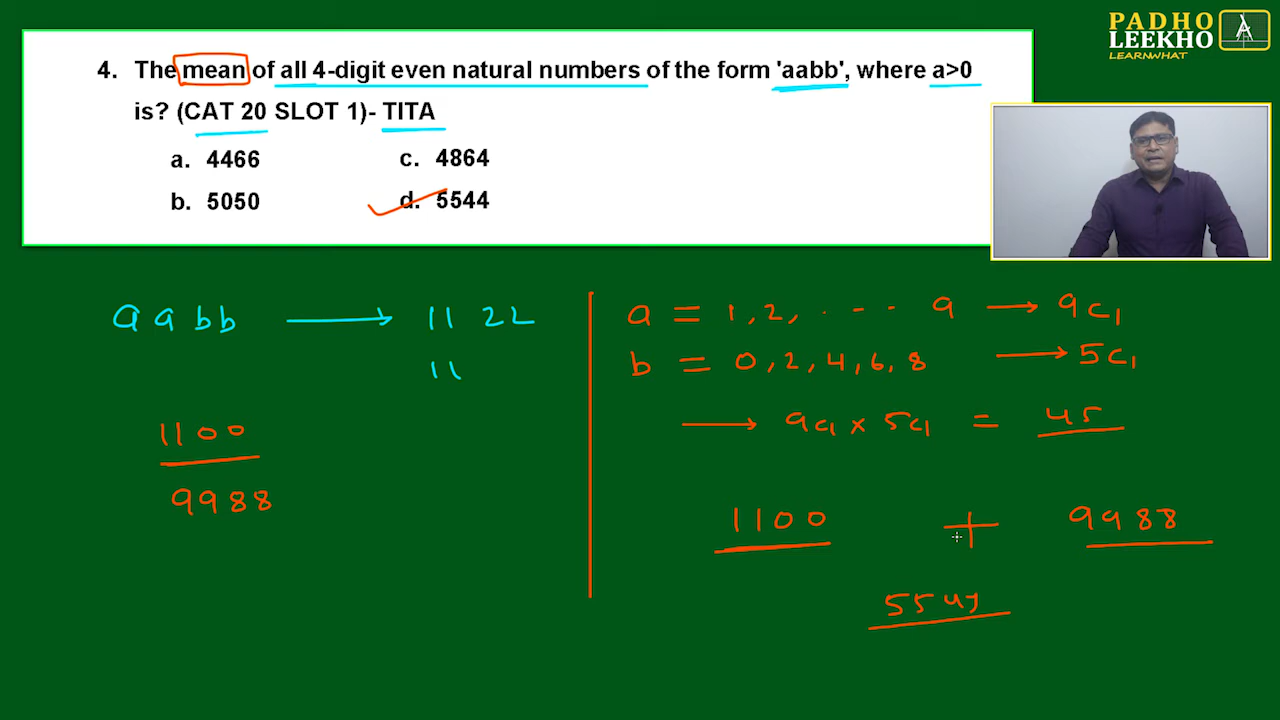 PADHO
LEEKHO
LEARNWHAT
4. The mean of all 4-digit even natural numbers of the form 'aabb', where a>0
is? (CAT 20 SLOT 1)- TITA
a. 4466
c. 4864
b. 5050
d. 5544
a a b b → 11 22
11
1100
9988
a = 1, 2, . - - 9 → 9C1
b = 0, 2, 4, 6, 8 → 5C1
→ 9C1 x 5C1 = 45
1100 + 9988
5544